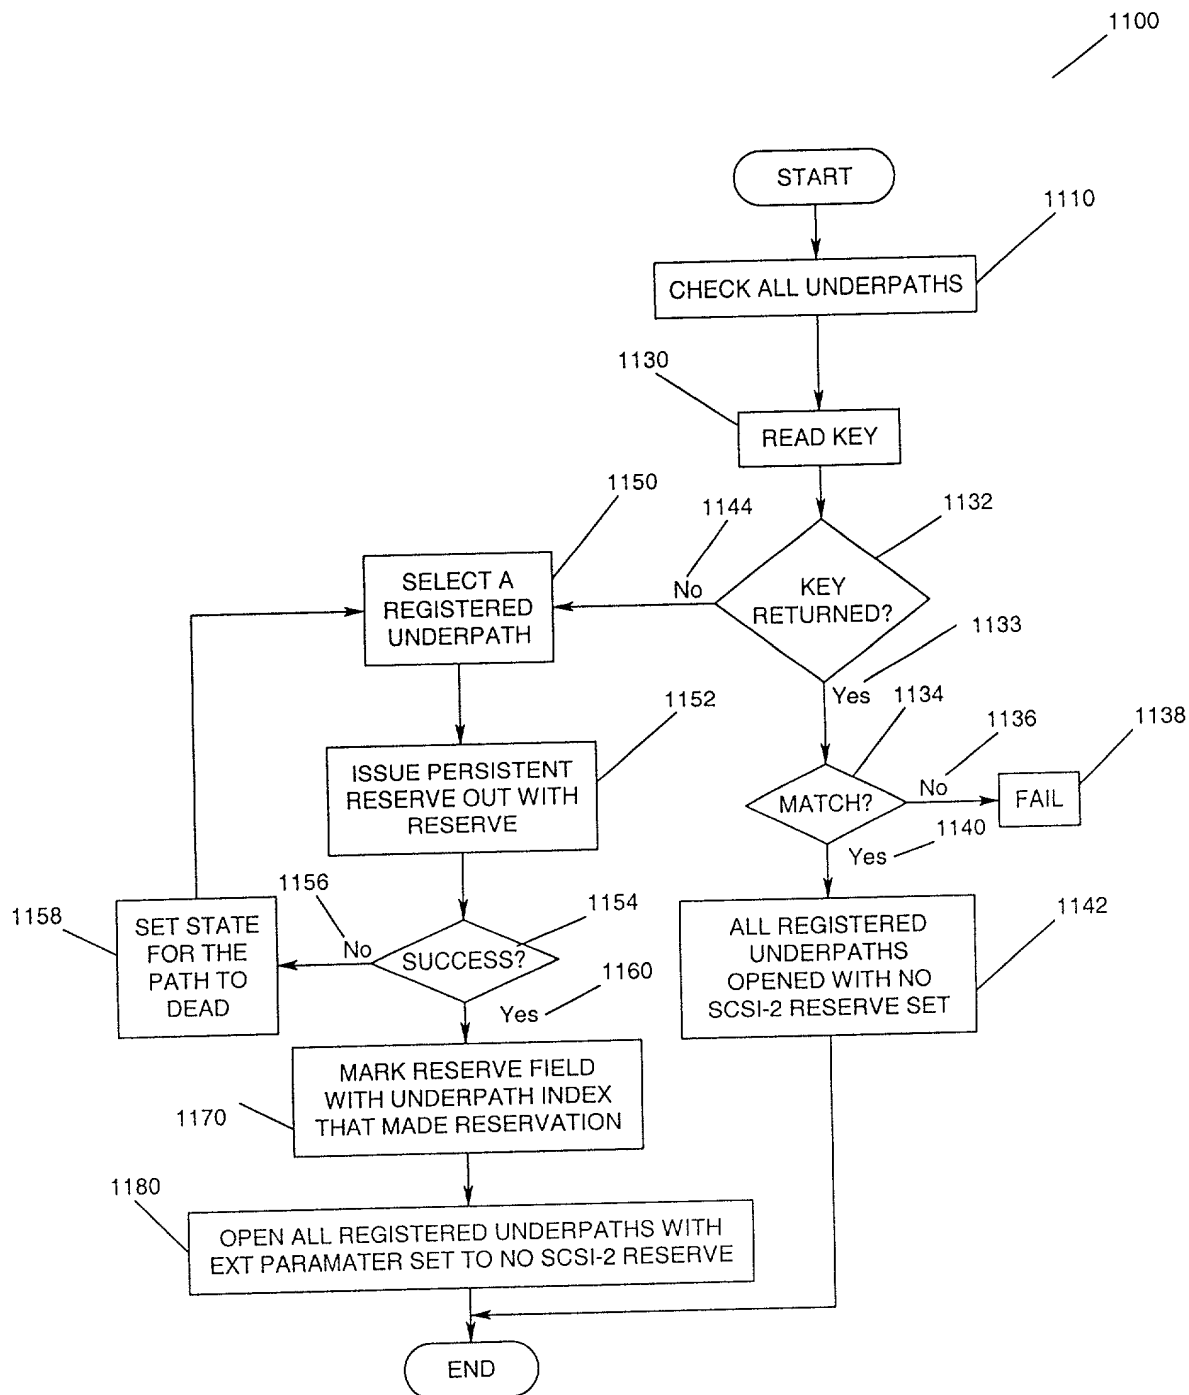 1100
START
1110
CHECK ALL UNDERPATHS
1130
READ KEY
1150
1144
1132
SELECT A
REGISTERED
UNDERPATH
No
KEY
RETURNED?
1133
Yes
1152
1134
1136
1138
ISSUE PERSISTENT
RESERVE OUT WITH
RESERVE
MATCH?
No
FAIL
Yes
1140
1156
1154
1142
1158
SET STATE
FOR THE
PATH TO
DEAD
No
SUCCESS?
1160
Yes
ALL REGISTERED
UNDERPATHS
OPENED WITH NO
SCSI-2 RESERVE SET
MARK RESERVE FIELD
WITH UNDERPATH INDEX
THAT MADE RESERVATION
1170
1180
OPEN ALL REGISTERED UNDERPATHS WITH
EXT PARAMATER SET TO NO SCSI-2 RESERVE
END